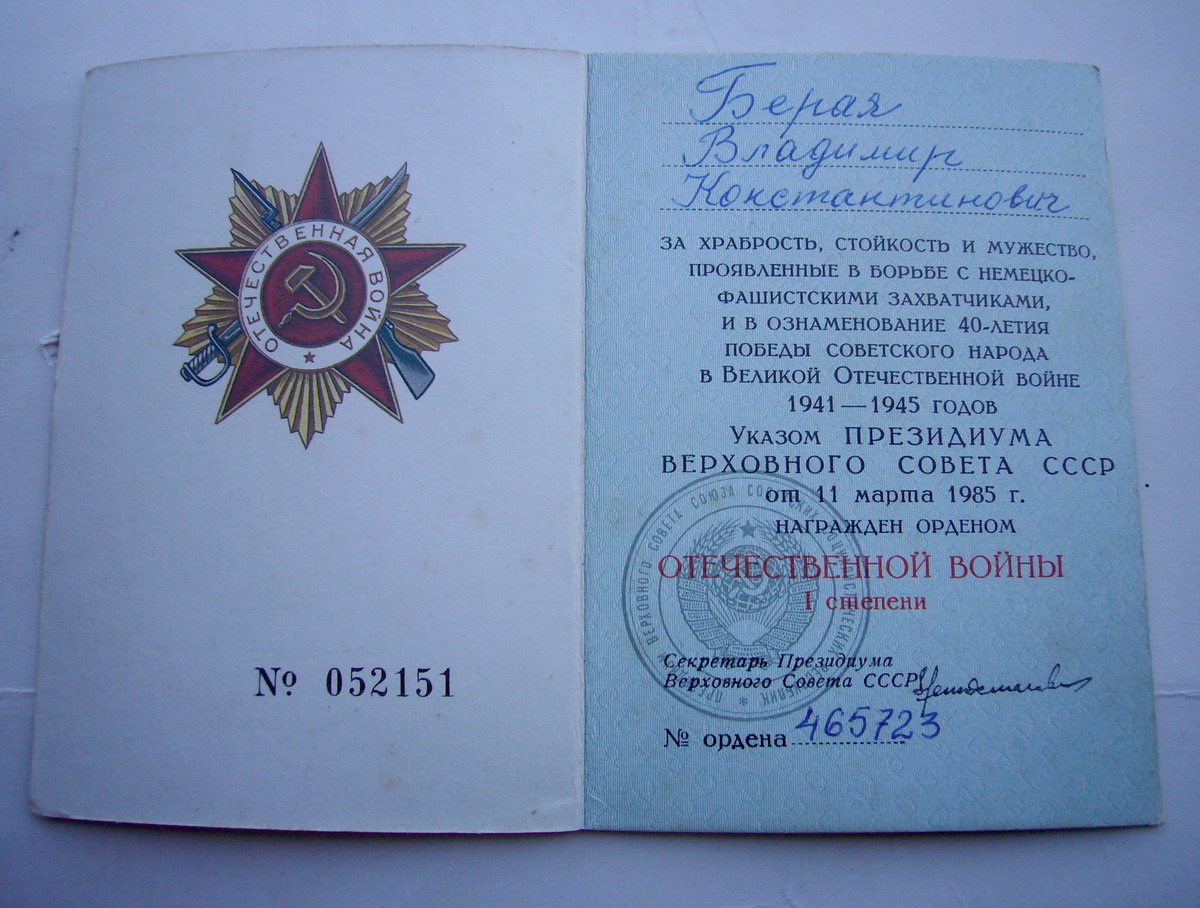 ОТЕЧЕСТВЕННАЯ ВОЙНА
№ 052151
Берая
Владимир
Константинович
ЗА ХРАБРОСТЬ, СТОЙКОСТЬ И МУЖЕСТВО,
ПРОЯВЛЕННЫЕ В БОРЬБЕ С НЕМЕЦКО-
ФАШИСТСКИМИ ЗАХВАТЧИКАМИ,
И В ОЗНАМЕНОВАНИЕ 40-ЛЕТИЯ
ПОБЕДЫ СОВЕТСКОГО НАРОДА
В ВЕЛИКОЙ ОТЕЧЕСТВЕННОЙ ВОЙНЕ
1941—1945 ГОДОВ
УКАЗОМ ПРЕЗИДИУМА
ВЕРХОВНОГО СОВЕТА СССР
от 11 марта 1985 г.
НАГРАЖДЕН ОРДЕНОМ
ОТЕЧЕСТВЕННОЙ ВОЙНЫ
I степени
Секретарь Президиума
Верховного Совета СССР
№ ордена 465723